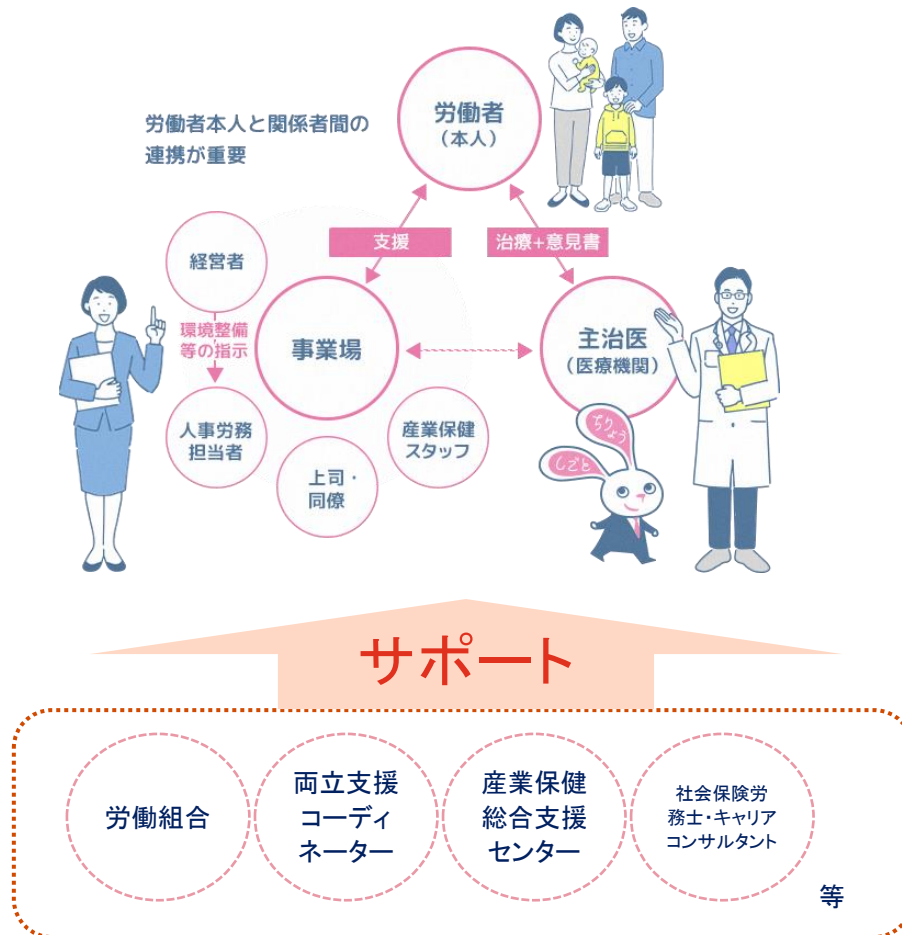 労働者
(本人)
労働者本人と関係者間の
連携が重要
支援
治療+意見書
経営者
環境整備
等の指示
事業場
主治医
(医療機関)
人事労務
担当者
上司・
同僚
産業保健
スタッフ
ちりょう
しごと
サポート
労働組合
両立支援
コーディ
ネーター
産業保健
総合支援
センター
社会保険労
務士・キャリア
コンサルタント
等